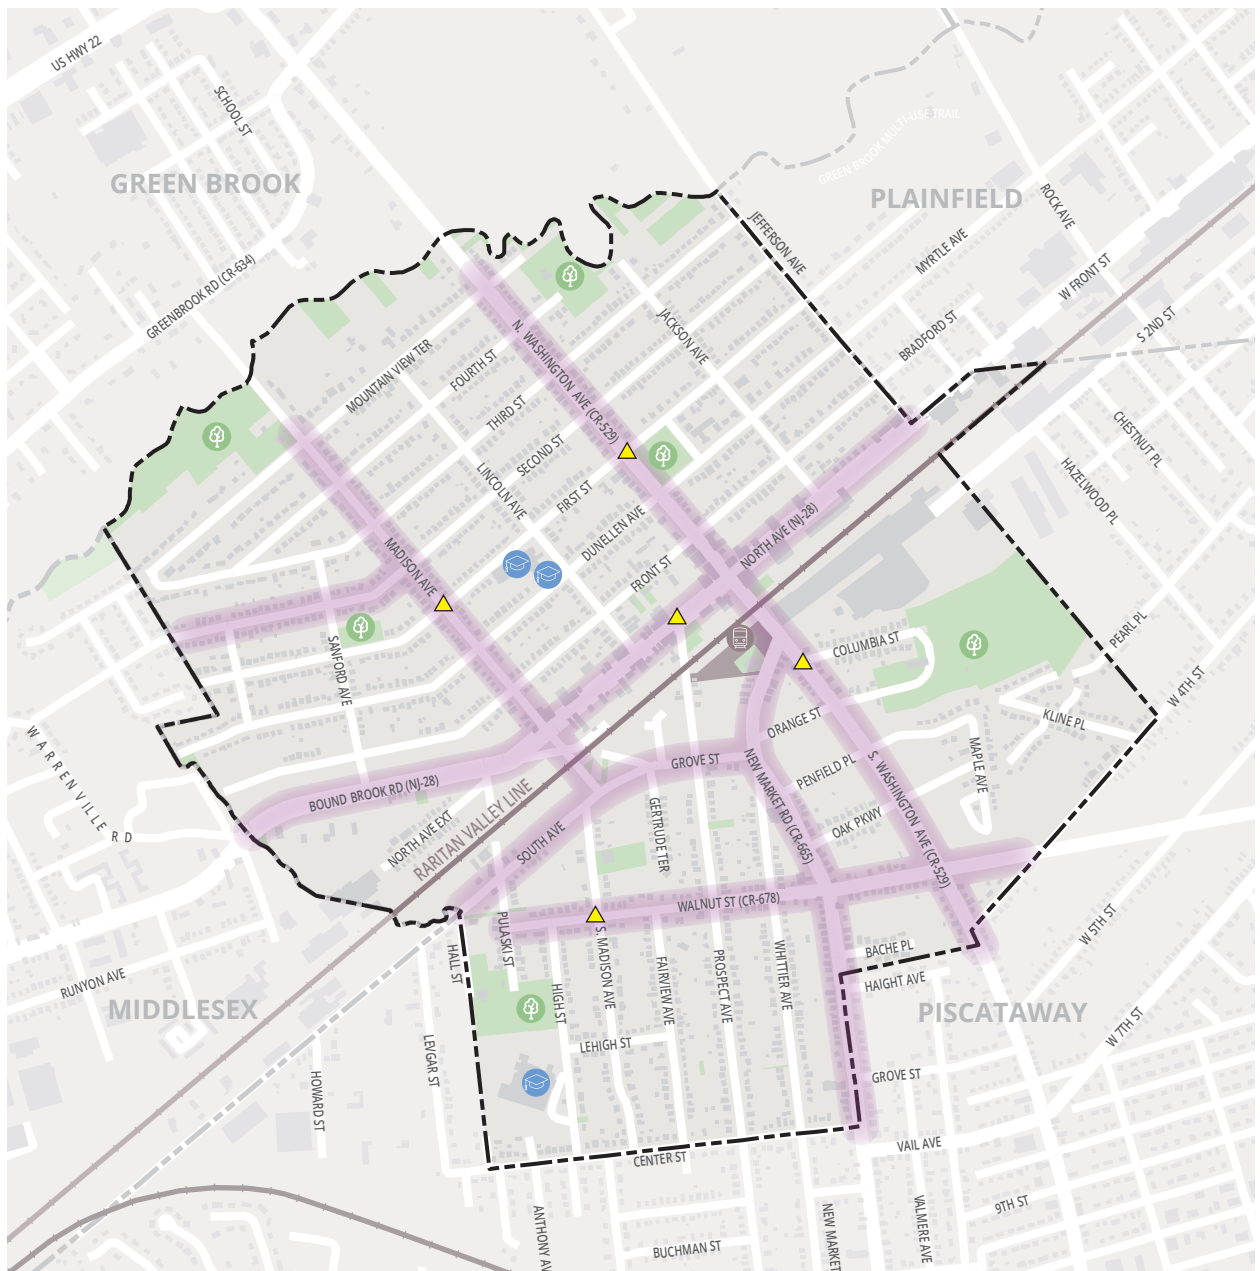 US HWY 22
SCHOOL ST
GREEN BROOK
GREEN BROOK MULTI-USE TRAIL
PLAINFIELD
ROCK AVE
JEFFERSON AVE
MYRTLE AVE
W FRONT ST
GREENBROOK RD (CR-634)
S 2ND ST
BRADFORD ST
JACKSON AVE
MOUNTAIN VIEW TER
FOURTH ST
N. WASHINGTON AVE (CR-529)
THIRD ST
SECOND ST
CHESTNUT PL
HAZELWOOD PL
LINCOLN AVE
FIRST ST
DUNELLEN AVE
NORTH AVE (NJ-28)
MADISON AVE
FRONT ST
PEARL PL
COLUMBIA ST
SANFORD AVE
W 4TH ST
KLINE PL
ORANGE ST
WARRENVILLE RD
GROVE ST
PENFIELD PL
MAPLE AVE
NEW MARKET RD (CR-665)
S. WASHINGTON AVE (CR-529)
BOUND BROOK RD (NJ-28)
RARITAN VALLEY LINE
NORTH AVE EXT
SOUTH AVE
GERTRUDE TER
OAK PKWY
WALNUT ST (CR-678)
PULASKI ST
HALL ST
S. MADISON AVE
FAIRVIEW AVE
PROSPECT AVE
WHITTIER AVE
BACHE PL
HAIGHT AVE
W 5TH ST
RUNYON AVE
MIDDLESEX
HIGH ST
PISCATAWAY
W 7TH ST
LEVGAR ST
LEHIGH ST
HOWARD ST
GROVE ST
CENTER ST
VAIL AVE
VALMERE AVE
9TH ST
ANTHONY AV
NEW MARKET
BUCHMAN ST